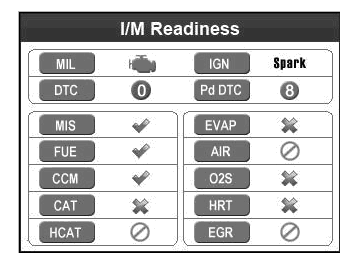 I/M Readiness
MIL IGN Spark
DTC 0 Pd DTC 8
MIS EVAP
FUE AIR
CCM O2S
CAT HRT
HCAT EGR